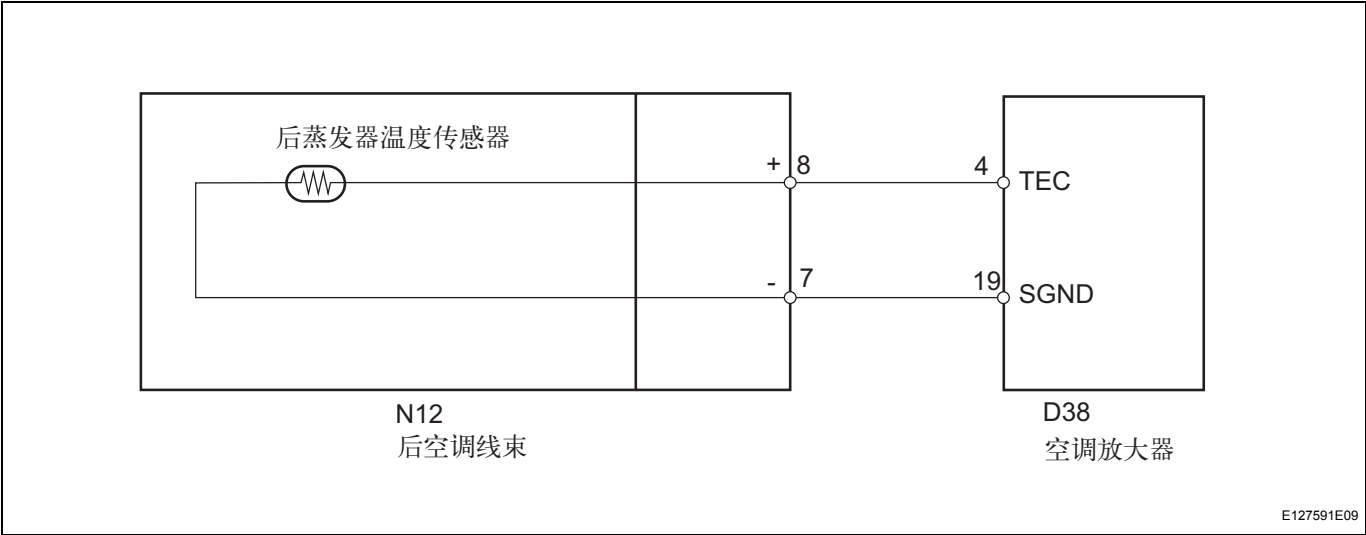 后蒸发器温度传感器
+ 8
4 TEC
- 7
19 SGND
N12
后空调线束
D38
空调放大器
E127591E09